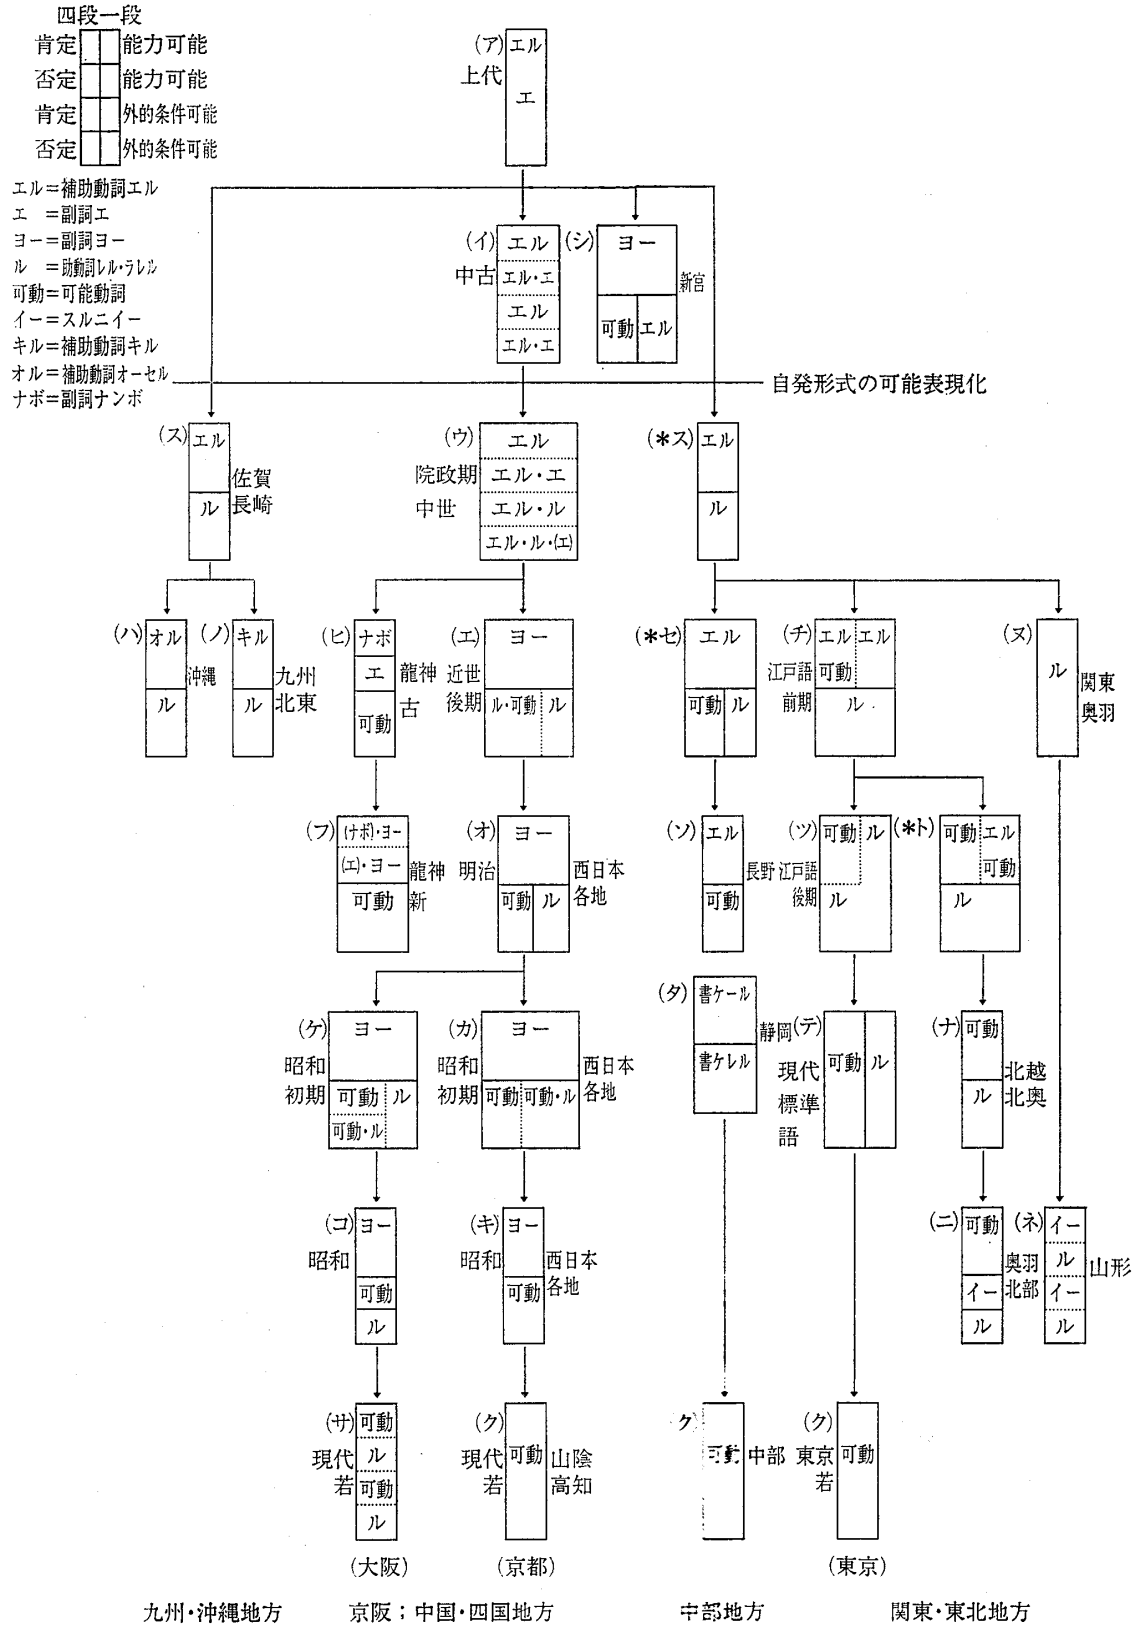 四段一段
肯定 能力可能
否定 能力可能
肯定 外的条件可能
否定 外的条件可能
エル=補助動詞エル
エ =副詞エ
ヨー=副詞ヨー
ル =助動詞レル・ラレル
可動=可能動詞
イー=スルニイー
キル=補助動詞キル
オル=補助動詞オーセル
ナボ=副詞ナンボ
(ア) エル
上代
エ
(イ) エル
中古 エル・エ
エル
エル・エ
(シ) ヨー
新宮
可動 エル
自発形式の可能表現化
(ス) エル
佐賀
長崎
ル
(ウ) エル
院政期 エル・エ
中世 エル・ル
エル・ル・(エ)
(*ス) エル
ル
(ハ) オル
沖縄
ル
(ノ) キル
九州
北東
ル
(ヒ) ナボ
エ 龍神
古
可動
(エ) ヨー
近世
後期 ル・可動 ル
(*セ) エル
可動 ル
(チ) エル エル
江戸語 可動
前期 ル
(ヌ)
ル 関東
奥羽
(フ) (ナボ)・ヨー
(エ)・ヨー 龍神
可動 新
(オ) ヨー
明治 西日本
各地
可動 ル
(ソ) エル
長野
可動
(ツ) 可動 ル
江戸語
後期 ル
(*ト) 可動 エル
可動
ル
(ケ) ヨー
昭和
初期 可動 ル
可動・ル
(カ) ヨー
昭和 西日本
初期 可動 可動・ル 各地
(タ) 書ケール
静岡
書ケレル
(テ) 可動 ル
現代
標準
語
(ナ) 可動
北越
北奥
ル
(コ) ヨー
昭和
可動
ル
(キ) ヨー
昭和 西日本
各地
可動
(ニ) 可動
奥羽
北部
イー
ル
(ネ) イー
ル 山形
イー
ル
(サ) 可動
現代 ル
若 可動
ル
(大阪)
(ク)
現代 可動 山陰
若 高知
(京都)
ク)
可動 中部
(ク)
東京 可動
若
(東京)
九州・沖縄地方 京阪;中国・四国地方 中部地方 関東・東北地方